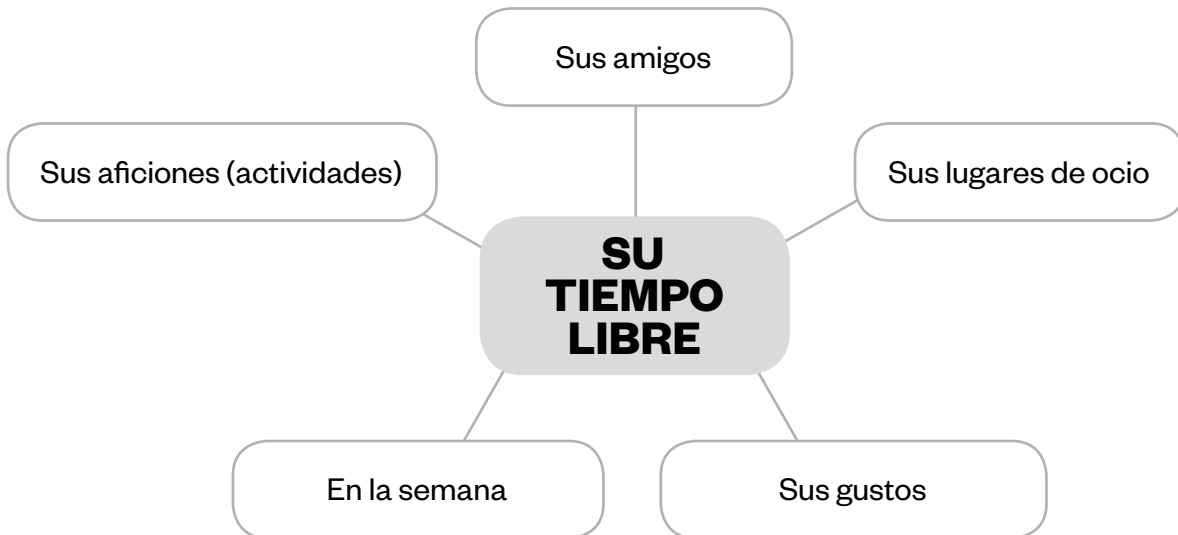 Sus amigos
Sus aficiones (actividades)
Sus lugares de ocio
SU
TIEMPO
LIBRE
En la semana
Sus gustos